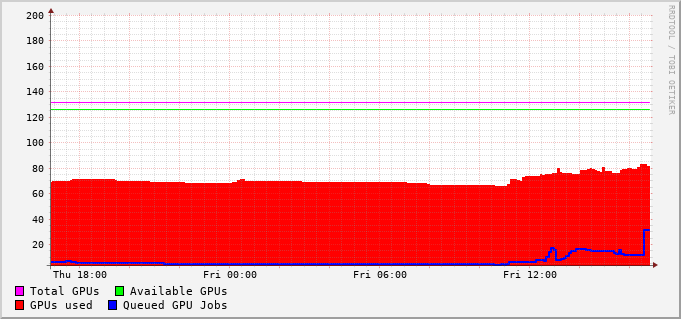 200
180
160
140
120
100
80
60
40
20
Thu 18:00 Fri 00:00 Fri 06:00 Fri 12:00
Total GPUs Available GPUs
GPUs used Queued GPU Jobs
RRDTOOL / TOBI OETIKER